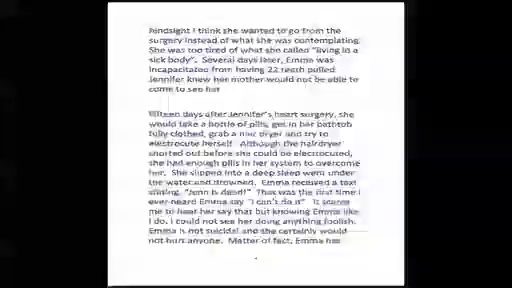 hindsight I think she wanted to go from the
surgery instead of what she was contemplating.
She was too tired of what she called "living in a
sick body". Several days later, Emma was
incapacitated from having 22 teeth pulled
Jennifer knew her mother would not be able to
come to see her
Fifteen days after Jennifer's heart surgery, she
would take a bottle of pills, get in her bathtub
fully clothed, grab a hair dryer and try to
electrocute herself. Although the hairdryer
shorted out before she could be electrocuted,
she had enough pills in her system to overcome
her. She slipped into a deep sleep went under
the water and drowned. Emma received a text
"Jenn is dead!" That was the first time I
ever heard Emma say "I can't do it" It scared
me to hear her say that but knowing Emma like
I do, I could not see her doing anything foolish.
Emma is not suicidal and she certainly would
not hurt anyone. Matter of fact, Emma has